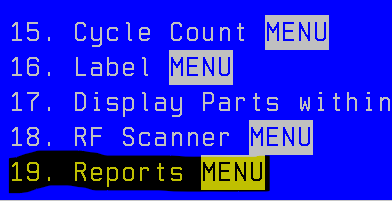 15. Cycle Count MENU
16. Label MENU
17. Display Parts within
18. RF Scanner MENU
19. Reports MENU